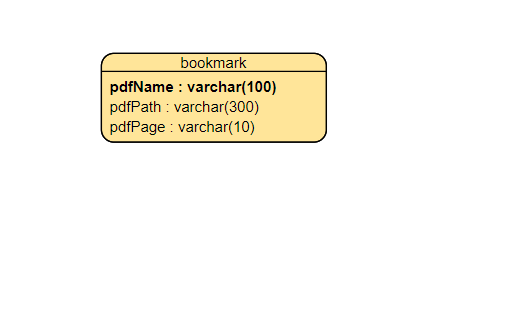 bookmark
pdfName : varchar(100)
pdfPath : varchar(300)
pdfPage : varchar(10)